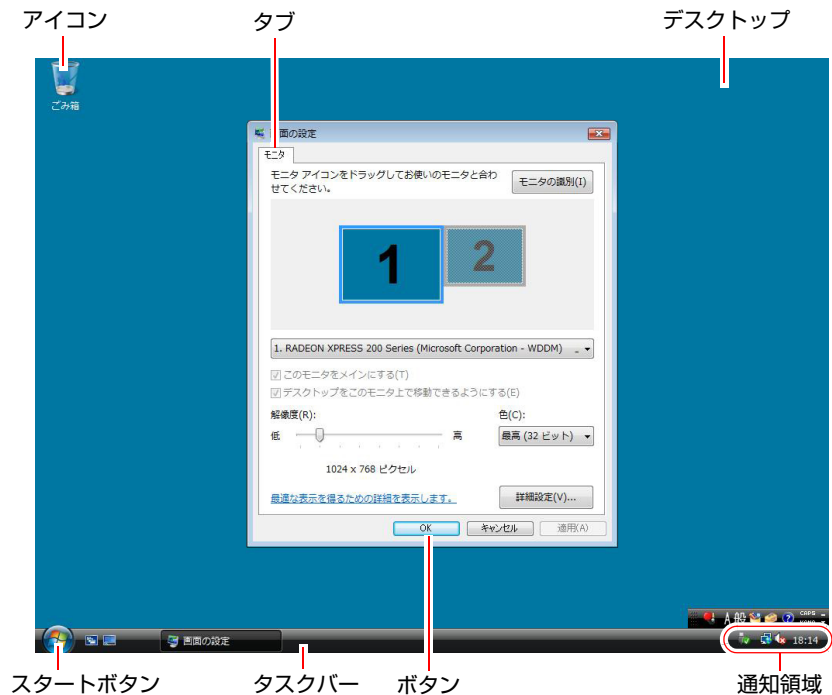 アイコン
タブ
デスクトップ
ごみ箱
画面の設定
モニタ
モニタ アイコンをドラッグしてお使いのモニタと合わ
せてください。
モニタの識別(I)
1
2
1. RADEON XPRESS 200 Series (Microsoft Corporation - WDDM)
このモニタをメインにする(T)
デスクトップをこのモニタ上で移動できるようにする(E)
解像度(R):
色(C):
低
高
最高 (32 ビット)
1024 x 768 ピクセル
最適な表示を得るための詳細を表示します。
詳細設定(V)...
OK
キャンセル
適用(A)
A 般
CAPS
画面の設定
18:14
スタートボタン
タスクバー
ボタン
通知領域